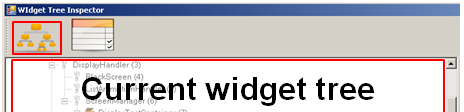 WIdget Tree Inspector
DisplayHandler (3)
BlackScreen (4)
Current widget tree
ScreenManager (6)